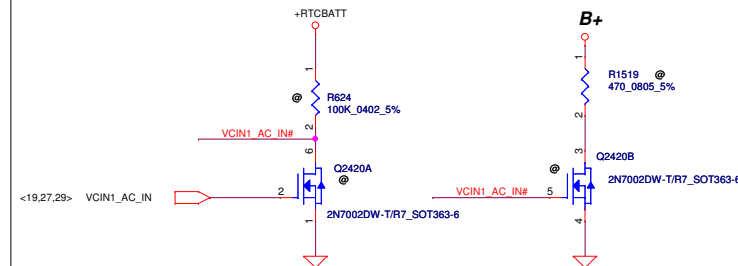 +RTCBATT
B+
1
1
@
R624
100K_0402_5%
R1519 @
470_0805_5%
2
2
VCIN1_AC_IN#
6
3
Q2420A
@
Q2420B
@
<19,27,29> VCIN1_AC_IN
2
VCIN1_AC_IN#
5
2N7002DW-T/R7_SOT363-6
2N7002DW-T/R7_SOT363-6
1
4